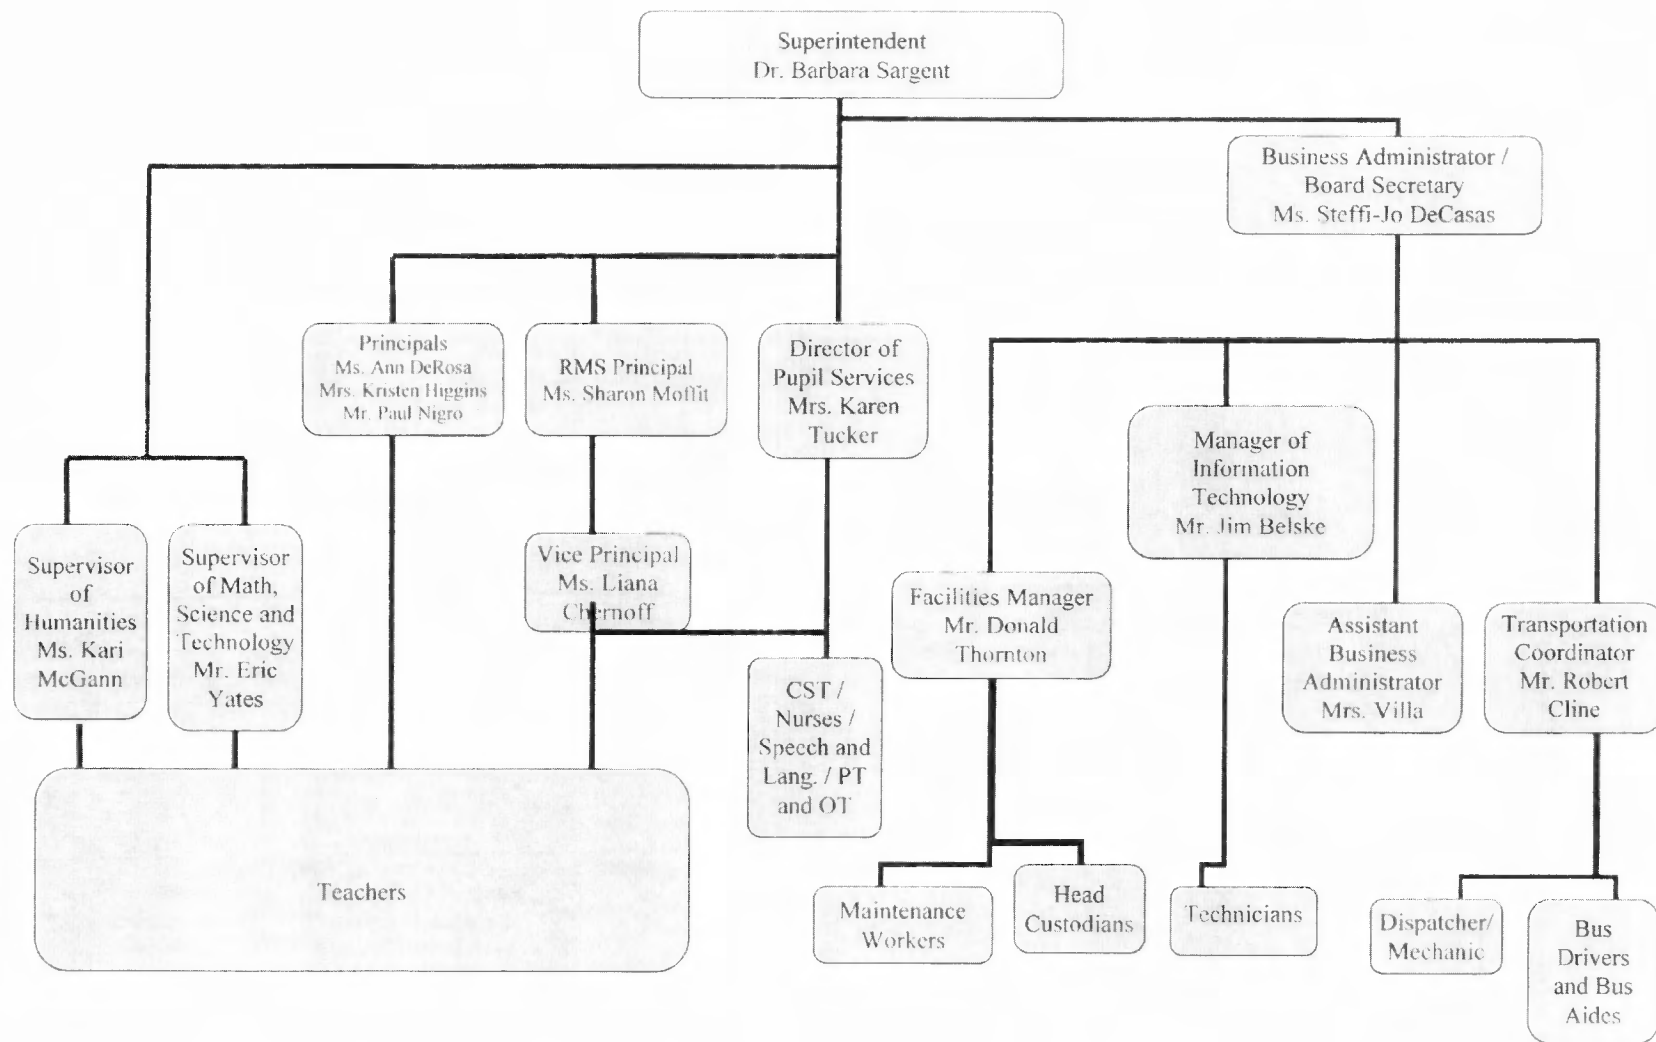 Superintendent
Dr. Barbara Sargent
Business Administrator /
Board Secretary
Ms. Steffi-Jo DeCasas
Principals
Ms. Ann DeRosa
Mrs. Kristen Higgins
Mr. Paul Nigro
RMS Principal
Ms. Sharon Moffit
Director of
Pupil Services
Mrs. Karen
Tucker
Manager of
Information
Technology
Mr. Jim Belske
Supervisor
of
Humanities
Ms. Kari
McGann
Supervisor
of Math,
Science and
Technology
Mr. Eric
Yates
Vice Principal
Ms. Liana
Chernoff
Facilities Manager
Mr. Donald
Thornton
Assistant
Business
Administrator
Mrs. Villa
Transportation
Coordinator
Mr. Robert
Cline
CST /
Nurses /
Speech and
Lang. / PT
and OT
Teachers
Maintenance
Workers
Head
Custodians
Technicians
Dispatcher/
Mechanic
Bus
Drivers
and Bus
Aides